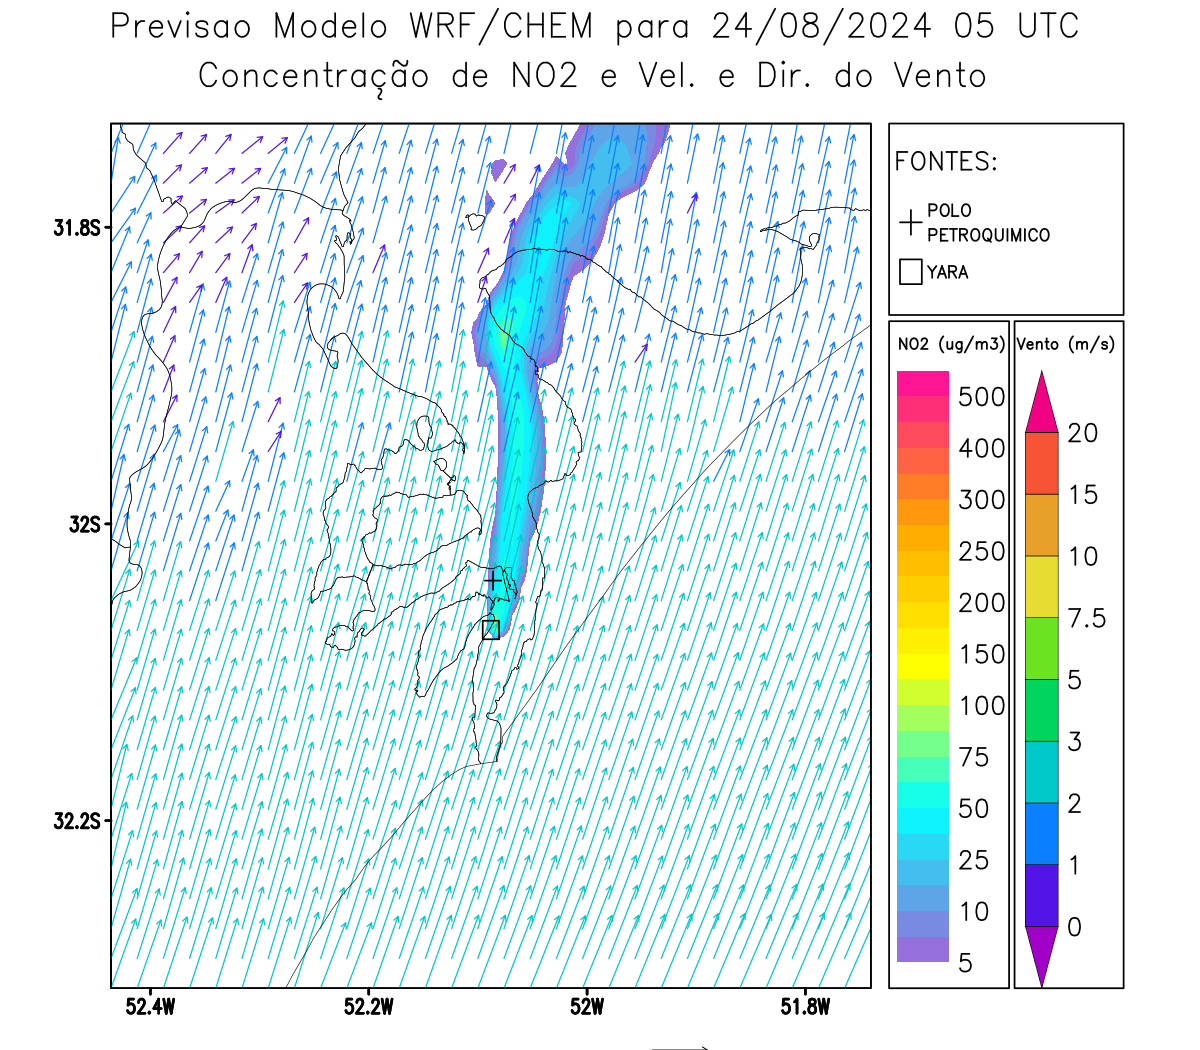 Previsao Modelo WRF/CHEM para 24/08/2024 05 UTC
Concentração de NO2 e Vel. e Dir. do Vento
FONTES:
POLO
PETROQUIMICO
YARA
NO2 (ug/m3)
500
400
300
250
200
150
100
75
50
25
10
5
Vento (m/s)
20
15
10
7.5
5
3
2
1
0
31.8S
32S
32.2S
52.4W
52.2W
52W
51.8W